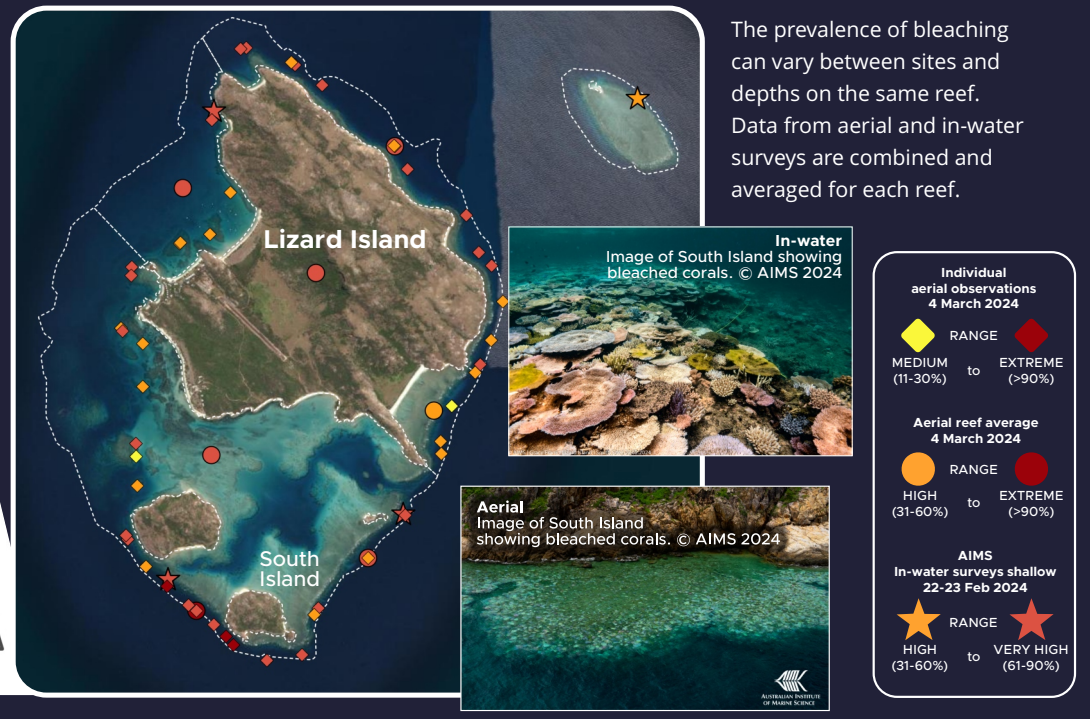 The prevalence of bleaching
can vary between sites and
depths on the same reef.
Data from aerial and in-water
surveys are combined and
averaged for each reef.
Lizard Island
South
Island
In-water
Image of South Island showing
bleached corals. © AIMS 2024
Aerial
Image of South Island
showing bleached corals. © AIMS 2024
AUSTRALIAN INSTITUTE
OF MARINE SCIENCE
Individual
aerial observations
4 March 2024
RANGE
MEDIUM
(11-30%)
to
EXTREME
(>90%)
Aerial reef average
4 March 2024
RANGE
HIGH
(31-60%)
to
EXTREME
(>90%)
AIMS
In-water surveys shallow
22-23 Feb 2024
RANGE
HIGH
(31-60%)
to
VERY HIGH
(61-90%)